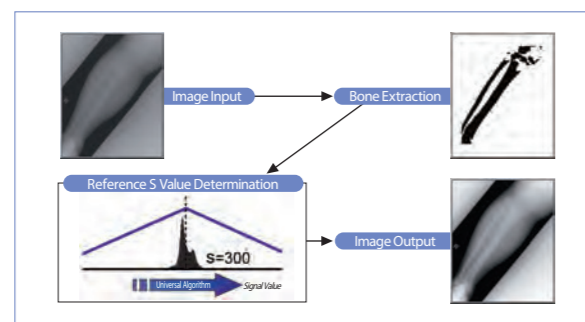 Image Input
Bone Extraction
Reference S Value Determination
s=300
Universal Algorithm
Signal Value
Image Output